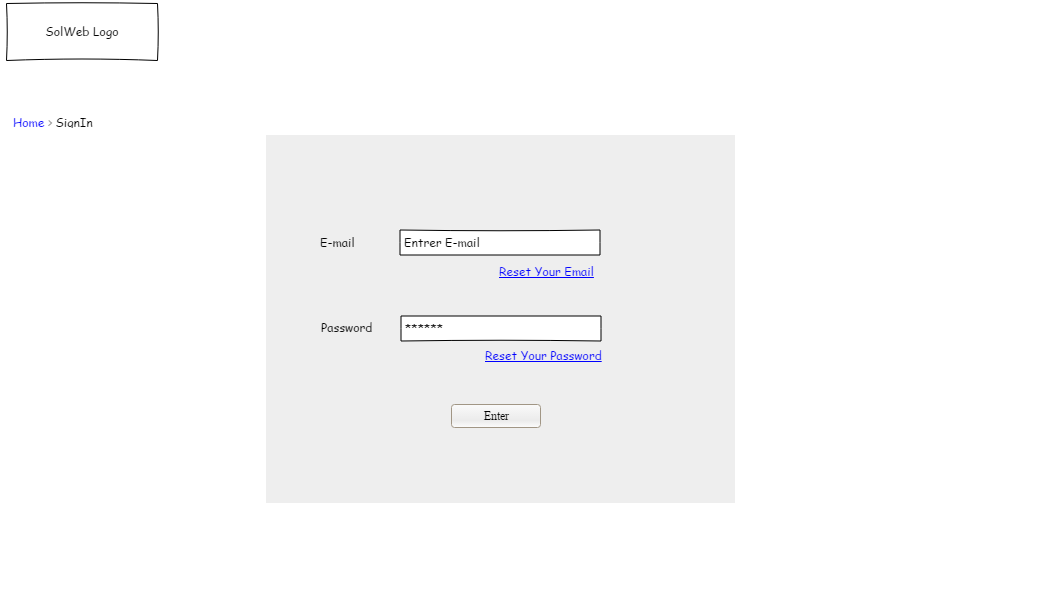 SolWeb Logo
Home > SignIn
E-mail Entrer E-mail
Reset Your Email
Password ******
Reset Your Password
Enter